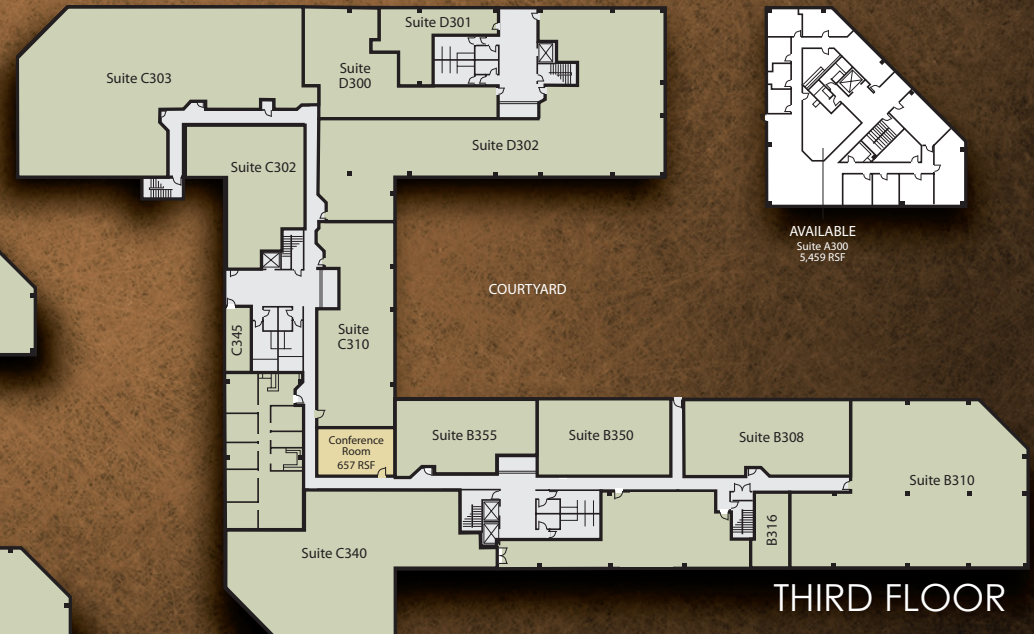 Suite D301
Suite C303
Suite
D300
Suite D302
Suite C302
AVAILABLE
Suite A300
5,459 RSF
COURTYARD
C345
Suite
C310
Conference
Room
657 RSF
Suite B355
Suite B350
Suite B308
Suite B310
B316
Suite C340
THIRD FLOOR